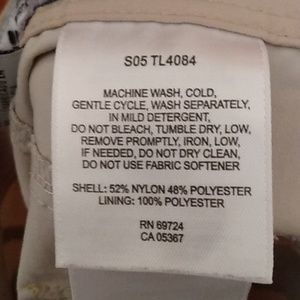 S05 TL4084
MACHINE WASH, COLD,
GENTLE CYCLE, WASH SEPARATELY,
IN MILD DETERGENT,
DO NOT BLEACH, TUMBLE DRY, LOW,
REMOVE PROMPTLY, IRON, LOW,
IF NEEDED, DO NOT DRY CLEAN,
DO NOT USE FABRIC SOFTENER
SHELL: 52% NYLON 48% POLYESTER
LINING: 100% POLYESTER
RN 69724
CA 05367